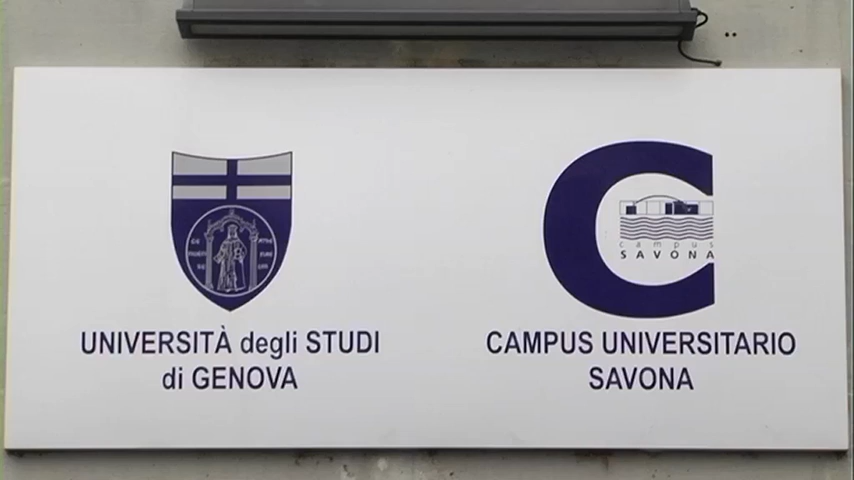 UNIVERSITÀ degli STUDI
di GENOVA
campus
SAVONA
CAMPUS UNIVERSITARIO
SAVONA